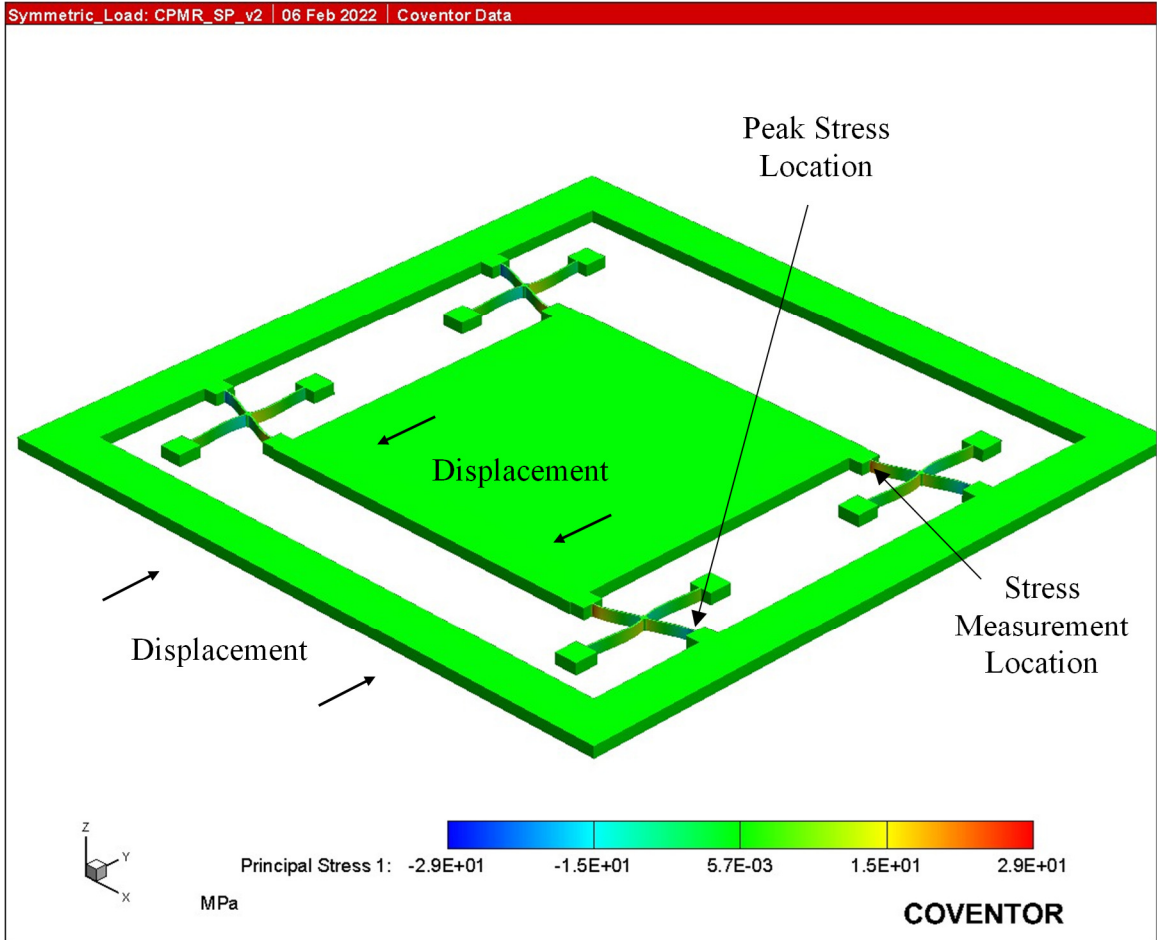 Symmetric_Load: CPMR_SP_v2 | 06 Feb 2022 | Coventor Data
Peak Stress
Location
Displacement
Displacement
Stress
Measurement
Location
Z
Y
X
Principal Stress 1: -2.9E+01 -1.5E+01 5.7E-03 1.5E+01 2.9E+01
MPa
COVENTOR